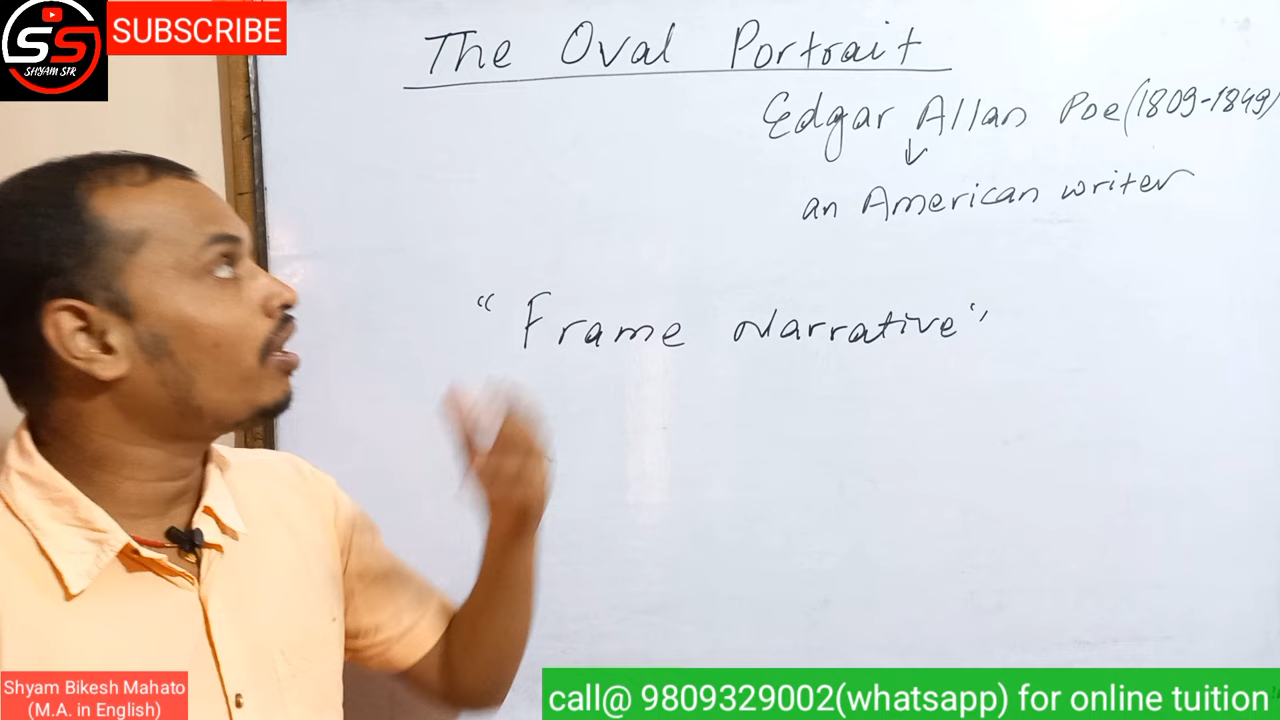 SS
SHYAM SIR
SUBSCRIBE
The Oval Portrait
Edgar Allan Poe (1809-1849)
an American writer
"Frame Narrative"
Shyam Bikesh Mahato
(M.A. in English)
call@ 9809329002(whatsapp) for online tuition